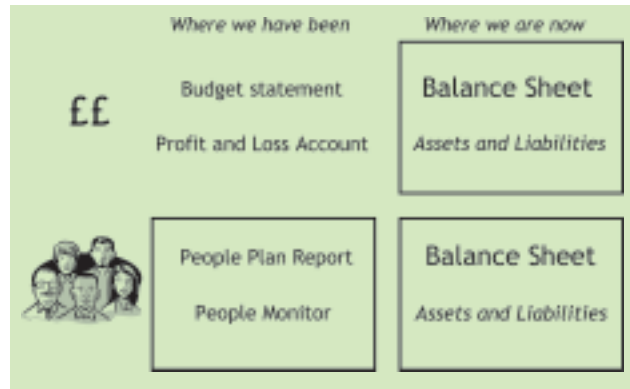 Where we have been
Where we are now
££
Budget statement
Profit and Loss Account
Balance Sheet
Assets and Liabilities
People Plan Report
People Monitor
Balance Sheet
Assets and Liabilities